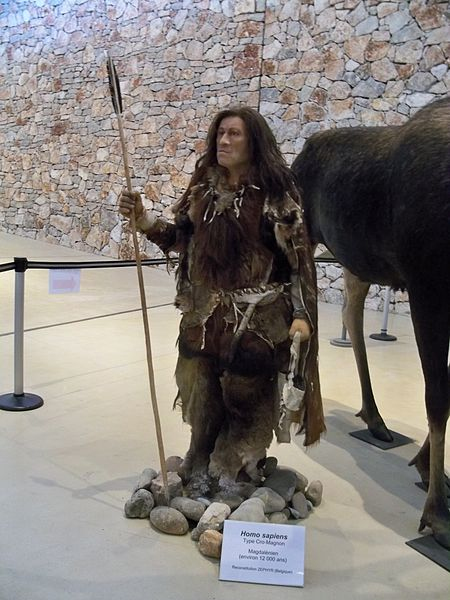 Homo sapiens
Type Cro-Magnon
Magdalénien
(environ 12 000 ans)
Reconstitution ZEPHYR (Belgique)